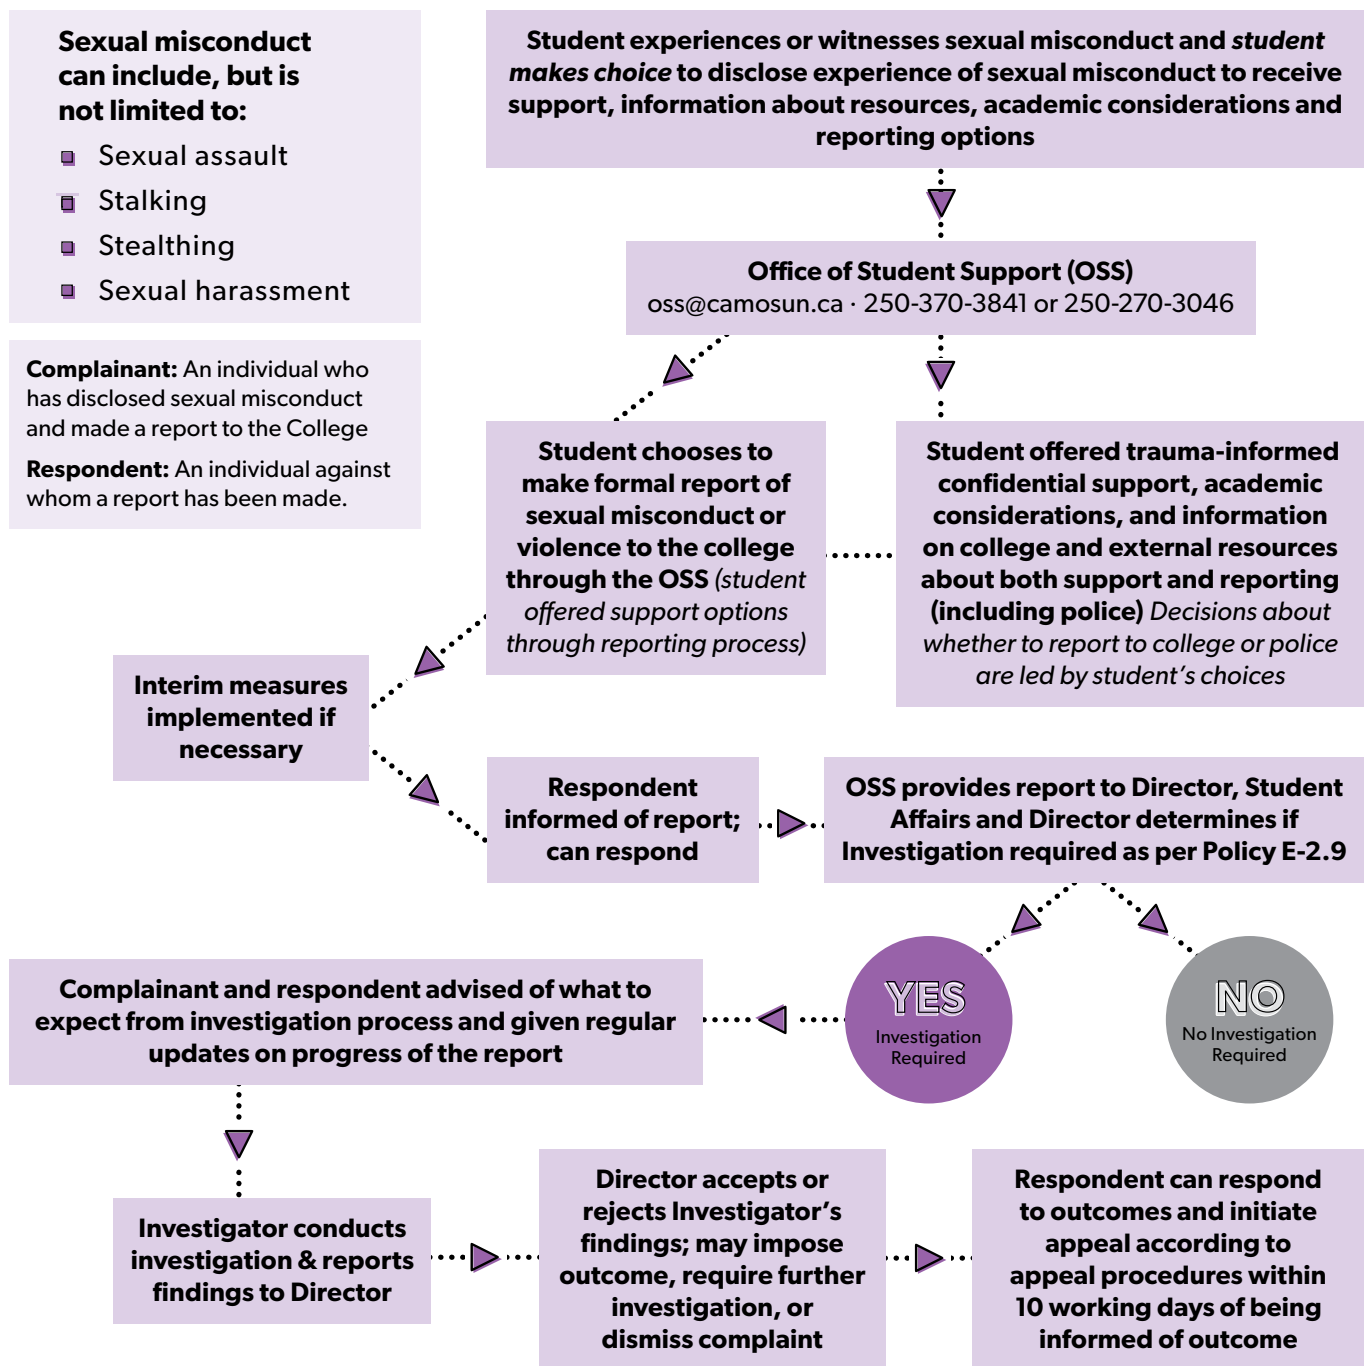 Sexual misconduct
can include, but is
not limited to:
Sexual assault
Stalking
Stealthing
Sexual harassment
Complainant: An individual who
has disclosed sexual misconduct
and made a report to the College
Respondent: An individual against
whom a report has been made.
Student experiences or witnesses sexual misconduct and student
makes choice to disclose experience of sexual misconduct to receive
support, information about resources, academic considerations and
reporting options
Office of Student Support (OSS)
oss@camosun.ca · 250-370-3841 or 250-270-3046
Student chooses to
make formal report of
sexual misconduct or
violence to the college
through the OSS (student
offered support options
through reporting process)
Student offered trauma-informed
confidential support, academic
considerations, and information
on college and external resources
about both support and reporting
(including police) Decisions about
whether to report to college or police
are led by student's choices
Interim measures
implemented if
necessary
Respondent
informed of report;
can respond
OSS provides report to Director, Student
Affairs and Director determines if
Investigation required as per Policy E-2.9
YES
Investigation
Required
NO
No Investigation
Required
Complainant and respondent advised of what to
expect from investigation process and given regular
updates on progress of the report
Investigator conducts
investigation & reports
findings to Director
Director accepts or
rejects Investigator's
findings; may impose
outcome, require further
investigation, or
dismiss complaint
Respondent can respond
to outcomes and initiate
appeal according to
appeal procedures within
10 working days of being
informed of outcome